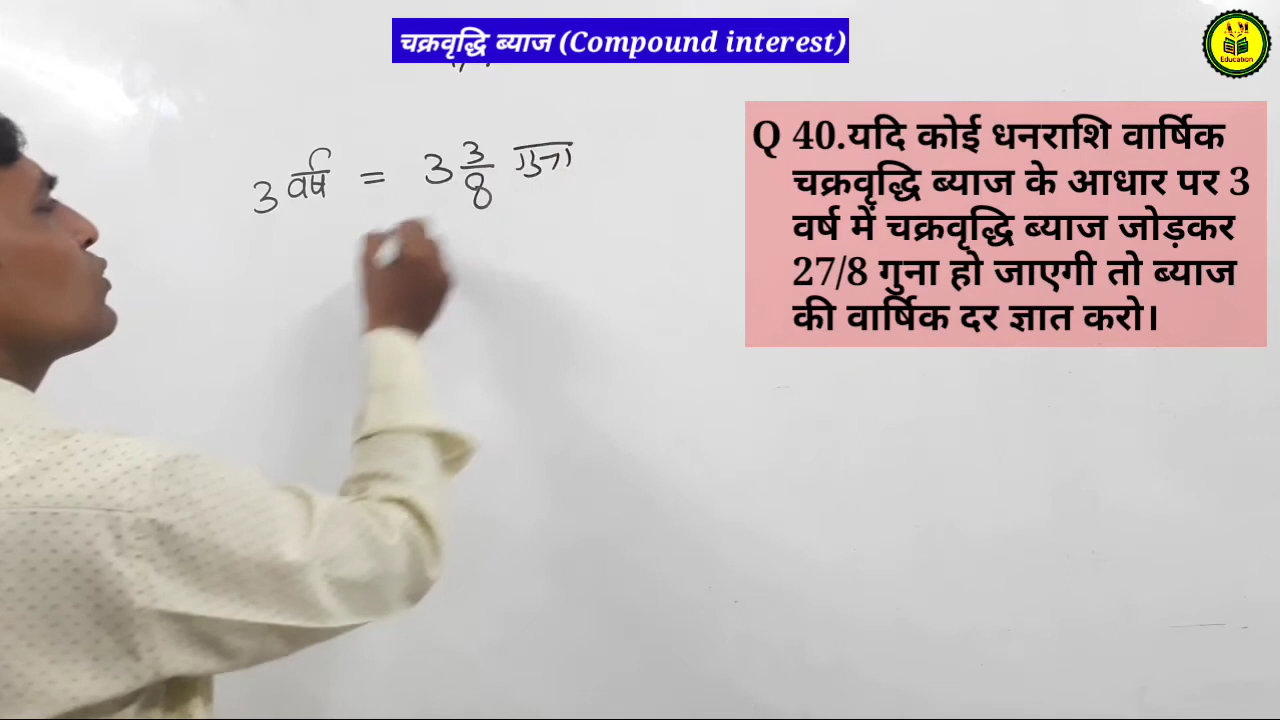 चक्रवृद्धि ब्याज (Compound interest)
Education
Q 40.यदि कोई धनराशि वार्षिक
चक्रवृद्धि ब्याज के आधार पर 3
वर्ष में चक्रवृद्धि ब्याज जोड़कर
27/8 गुना हो जाएगी तो ब्याज
की वार्षिक दर ज्ञात करो।
3 वर्ष = 3 3/8 गुना